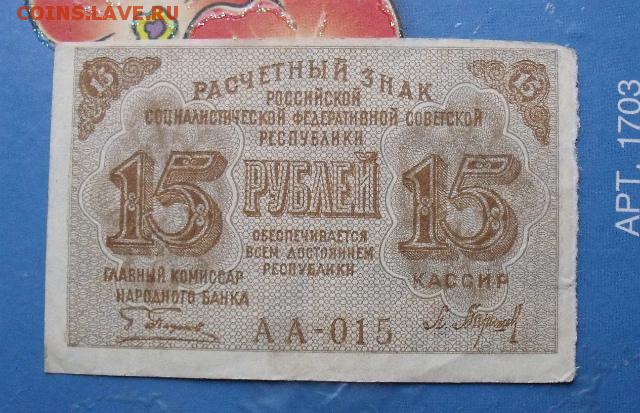 COINS.LAVE.RU
15
15
РАСЧЕТНЫЙ ЗНАК
РОССИЙСКОЙ
СОЦИАЛИСТИЧЕСКОЙ ФЕДЕРАТИВНОЙ СОВЕТСКОЙ
РЕСПУБЛИКИ
15 РУБЛЕЙ 15
ОБЕСПЕЧИВАЕТСЯ
ВСЕМ ДОСТОЯНИЕМ
РЕСПУБЛИКИ
ГЛАВНЫЙ КОМИССАР
НАРОДНОГО БАНКА
КАССИР
АА-015
АРТ. 1703